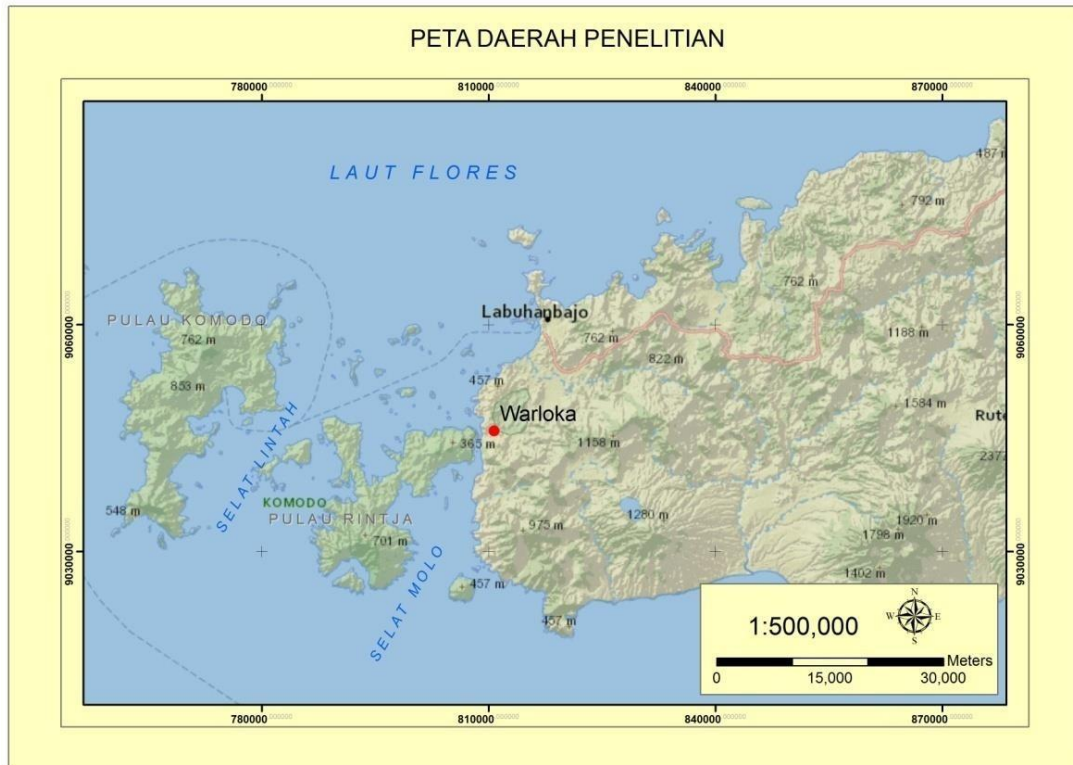 PETA DAERAH PENELITIAN
780000 810000 840000 870000
LAUT FLORES
487 m
792 m
762 m
PULAU KOMODO
Labuhanbajo
9060000
9060000
762 m
762 m
1188 m
822 m
853 m
457 m
1584 m
Warloka
Rute
365 m
1158 m
SELAT LINTAH
2377
KOMODO
PULAU RINTJA
548 m
1280 m
975 m
1920 m
1798 m
701 m
9030000
9030000
SELAT MOLO
1402 m
457 m
457 m
N
W E
S
1:500,000
Meters
0 15,000 30,000
780000 810000 840000 870000